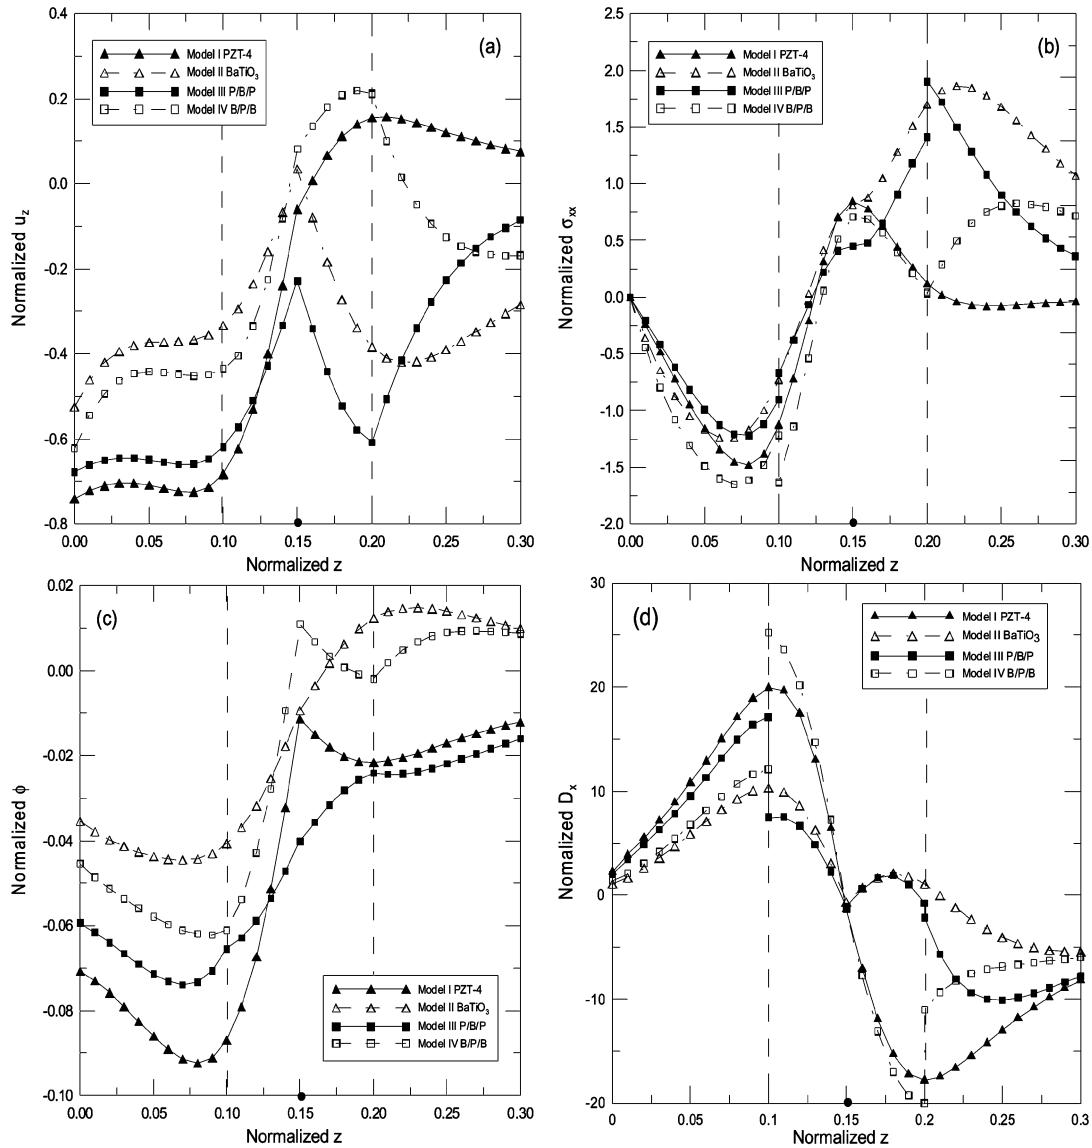 (a)
Model I PZT-4
Model II BaTiO3
Model III P/B/P
Model IV B/P/B
0.4
0.2
0.0
-0.2
-0.4
-0.6
-0.8
Normalized uz
0.00 0.05 0.10 0.15 0.20 0.25 0.30
Normalized z
(b)
Model I PZT-4
Model II BaTiO3
Model III P/B/P
Model IV B/P/B
2.5
2.0
1.5
1.0
0.5
0.0
-0.5
-1.0
-1.5
-2.0
Normalized σxx
0.00 0.05 0.10 0.15 0.20 0.25 0.30
Normalized z
(c)
0.02
0.00
-0.02
-0.04
-0.06
-0.08
-0.10
Normalized ϕ
Model I PZT-4
Model II BaTiO3
Model III P/B/P
Model IV B/P/B
0.00 0.05 0.10 0.15 0.20 0.25 0.30
Normalized z
(d)
Model I PZT-4
Model II BaTiO3
Model III P/B/P
Model IV B/P/B
30
20
10
0
-10
-20
Nomalized Dx
0 0.05 0.1 0.15 0.2 0.25 0.3
Normalized z